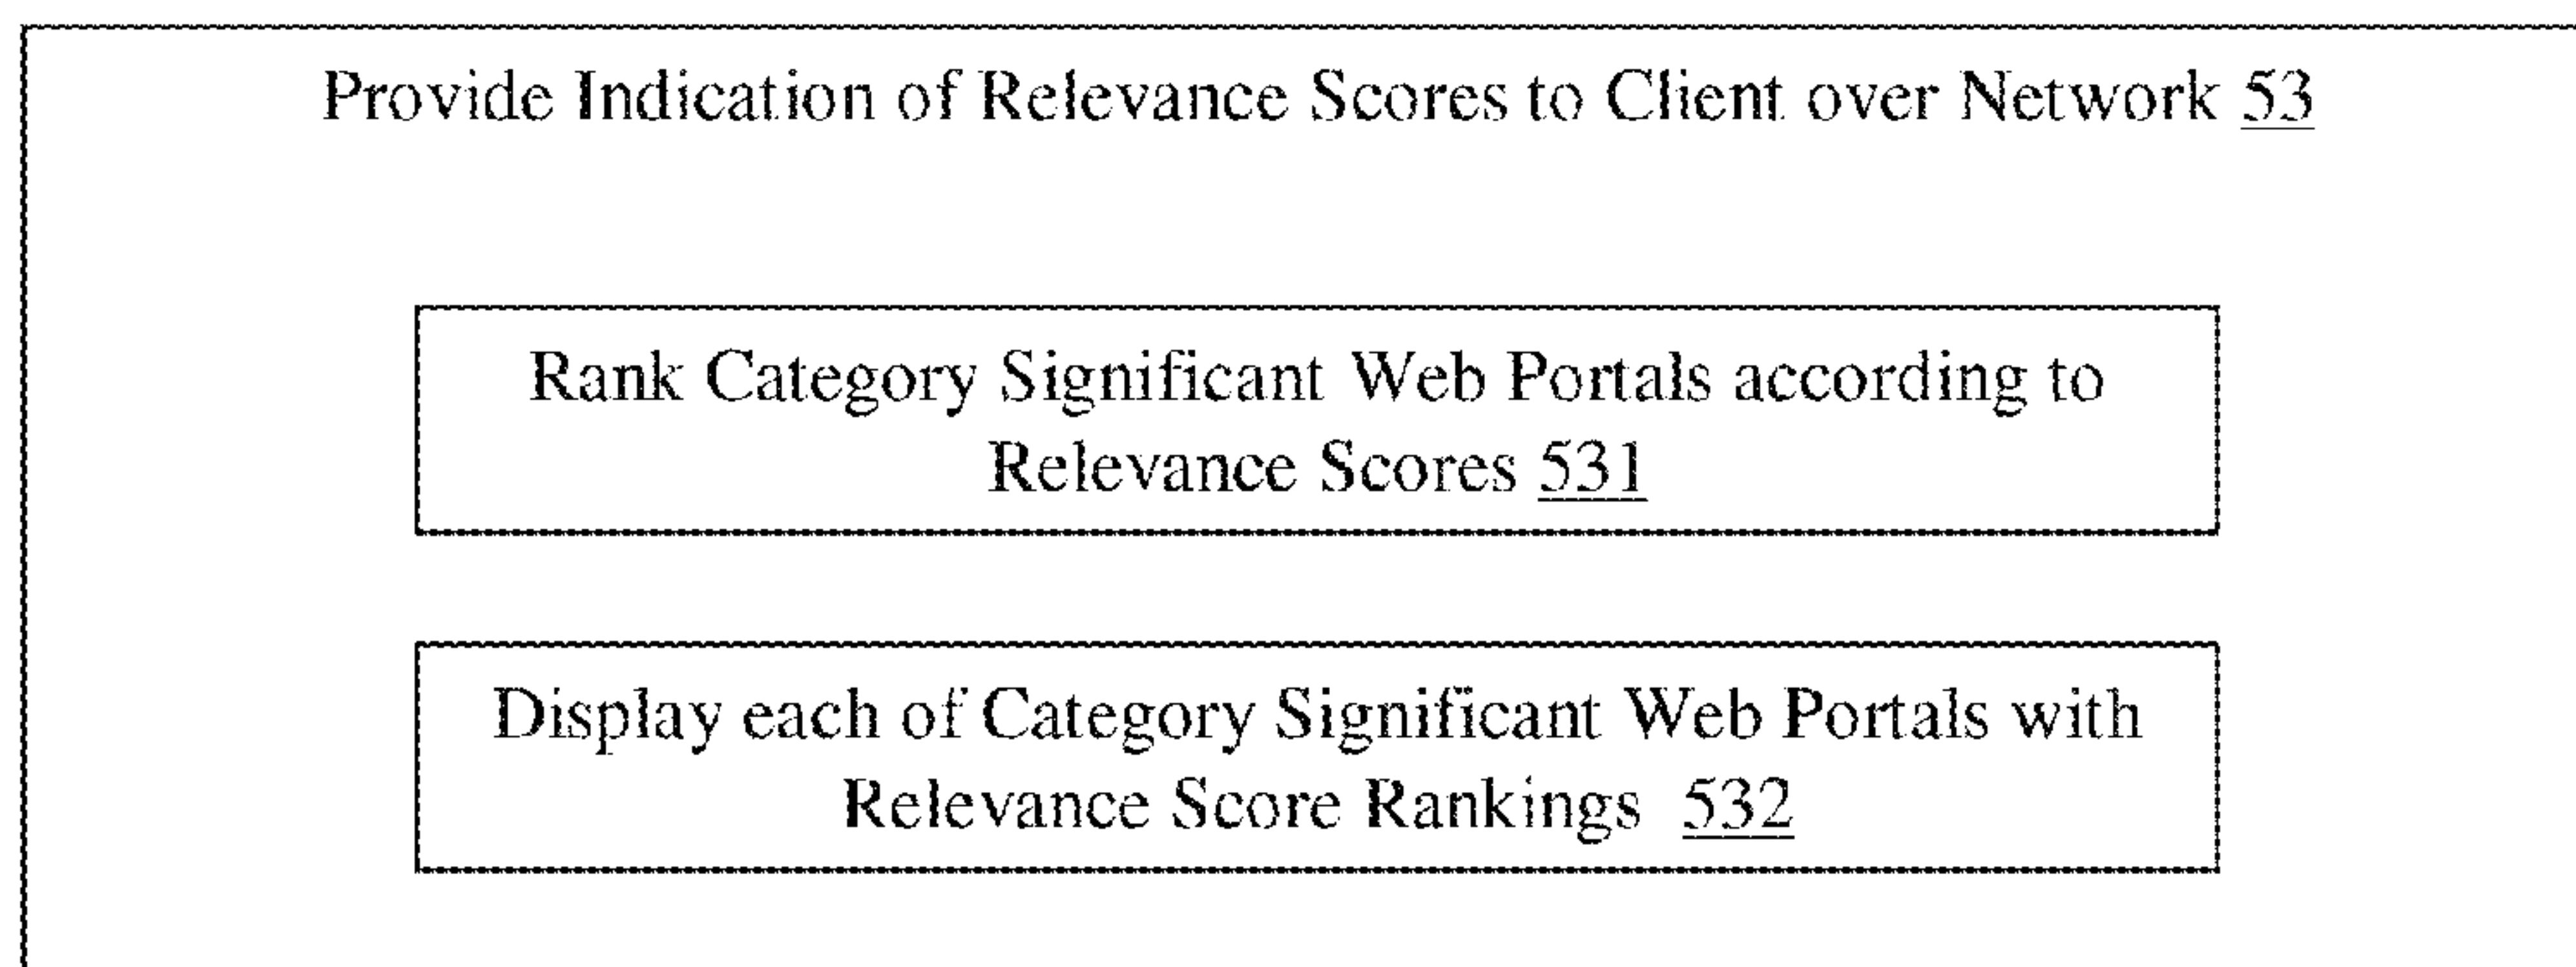 Provide Indication of Relevance Scores to Client over Network 53
Rank Category Significant Web Portals according to
Relevance Scores 531
Display each of Category Significant Web Portals with
Relevance Score Rankings 532